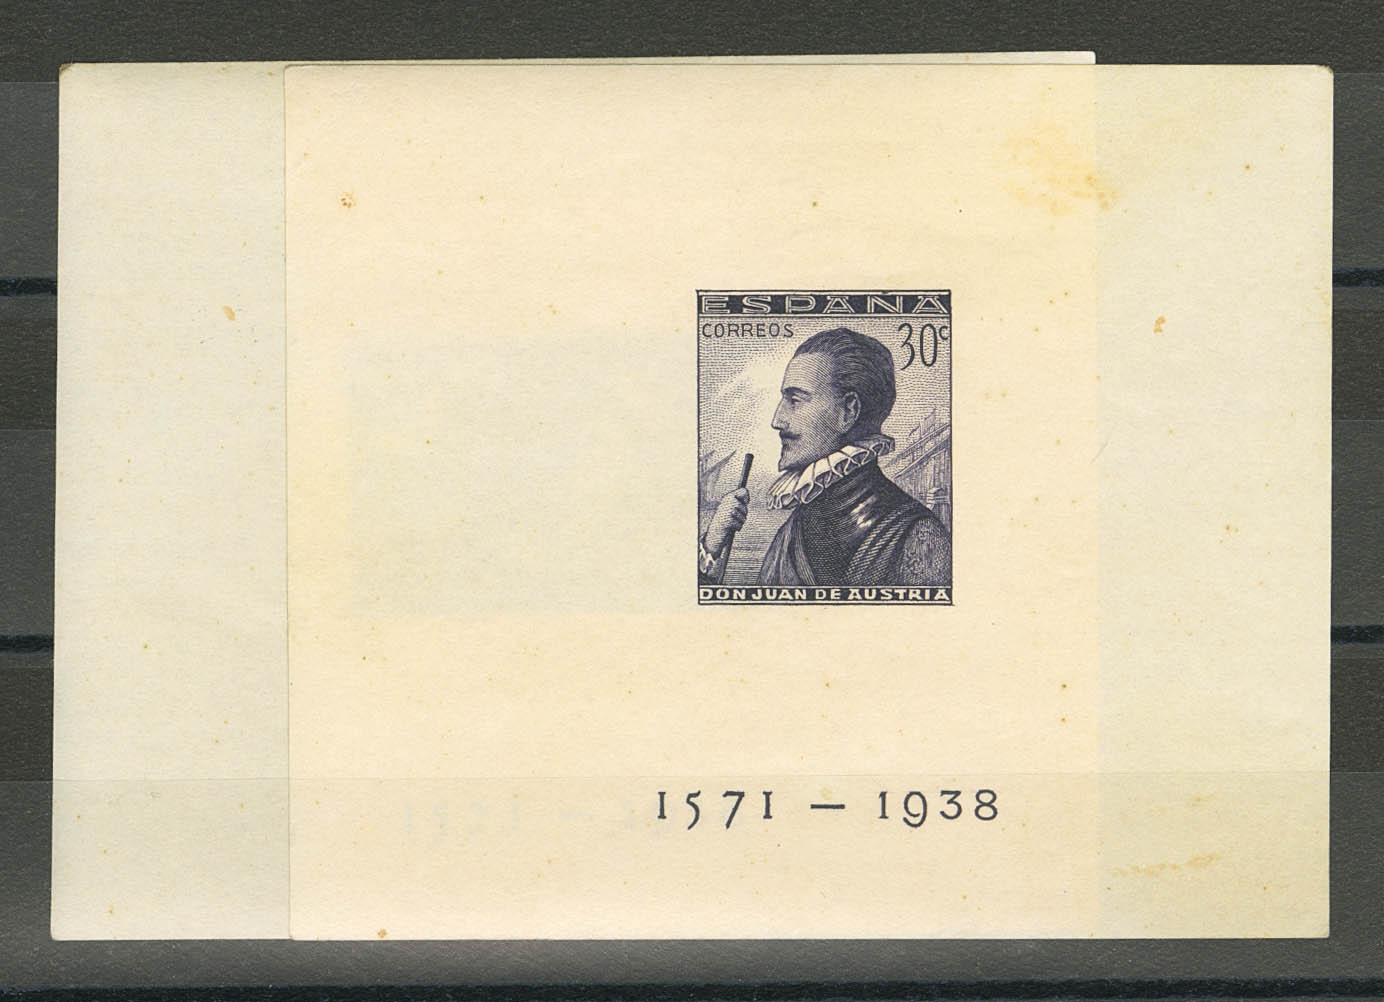 ESPAÑA
CORREOS 30c
DON JUAN DE AUSTRIA
1571 — 1938